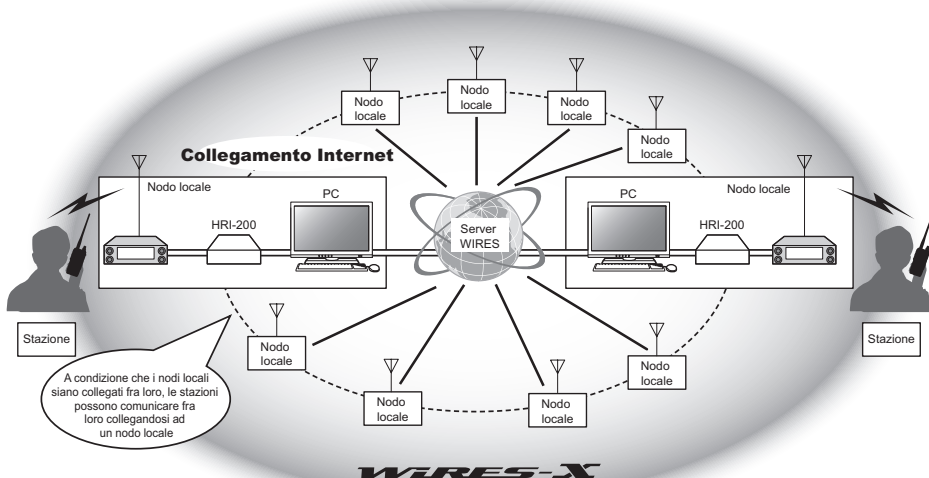 Nodo
locale
Nodo
locale
Nodo
locale
Nodo
locale
Collegamento Internet
Nodo locale
HRI-200
PC
Server
WIRES
PC
HRI-200
Nodo locale
Stazione
Stazione
Nodo
locale
Nodo
locale
Nodo
locale
Nodo
locale
A condizione che i nodi locali
siano collegati fra loro, le stazioni
possono comunicare fra
loro collegandosi ad
un nodo locale
WiRES-X